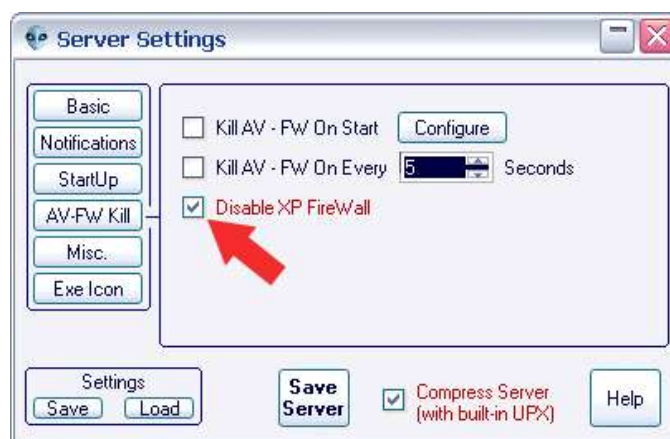 Server Settings
Basic
Notifications
StartUp
AV-FW Kill
Misc.
Exe Icon
Kill AV - FW On Start Configure
Kill AV - FW On Every 5 Seconds
Disable XP FireWall
Settings
Save Load
Save
Server
Compress Server
(with built-in UPX)
Help